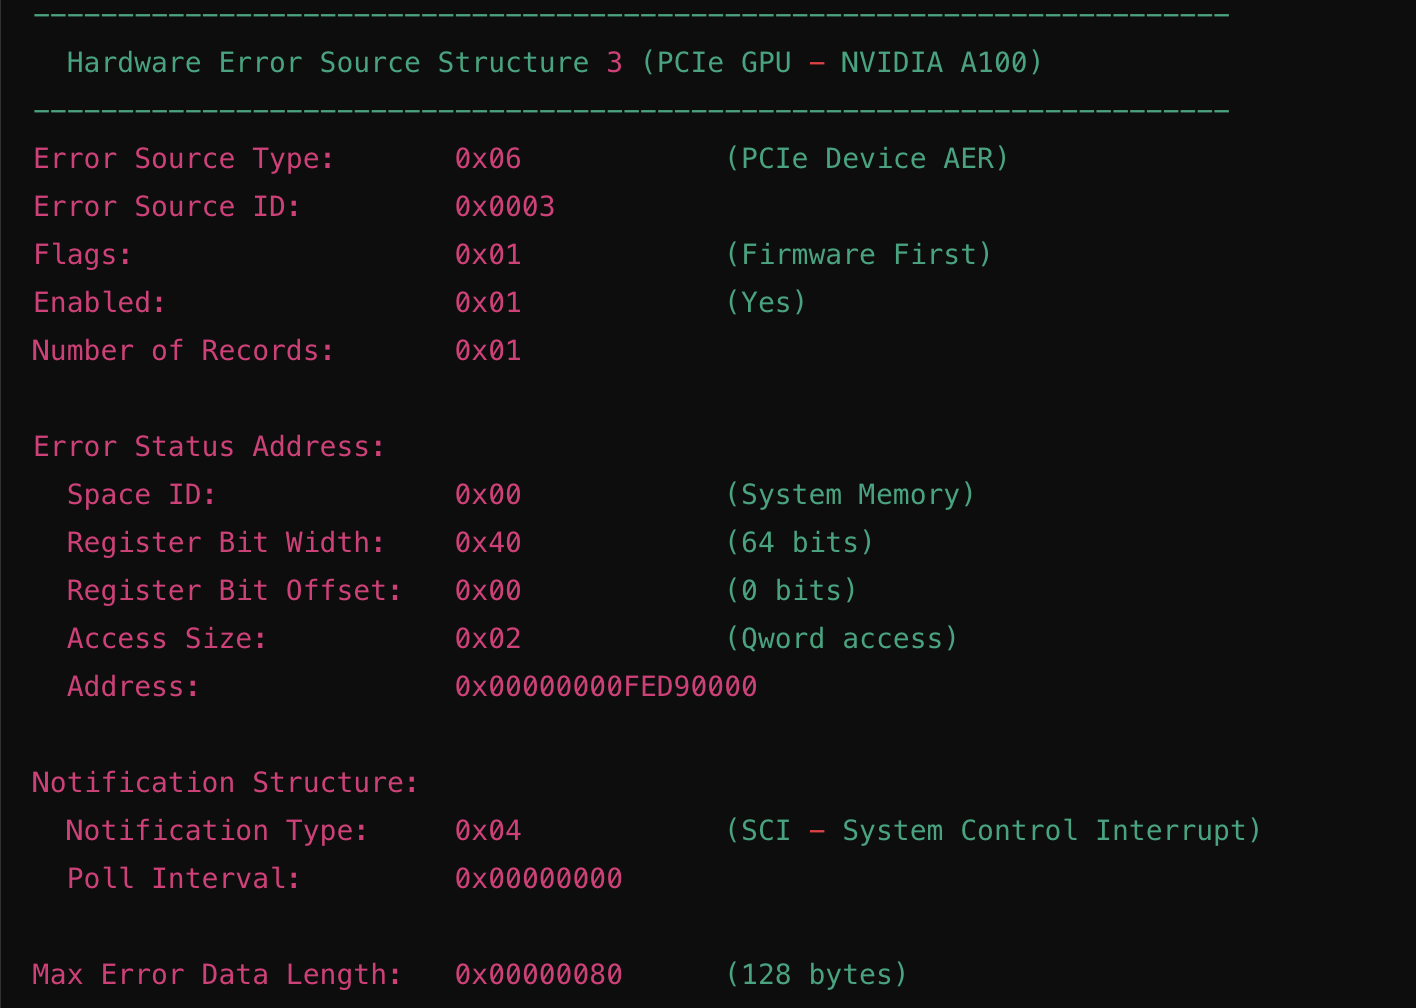 ------------------------------------------------------------------------
Hardware Error Source Structure 3 (PCIe GPU - NVIDIA A100)
------------------------------------------------------------------------
Error Source Type: 0x06 (PCIe Device AER)
Error Source ID: 0x0003
Flags: 0x01 (Firmware First)
Enabled: 0x01 (Yes)
Number of Records: 0x01
Error Status Address:
Space ID: 0x00 (System Memory)
Register Bit Width: 0x40 (64 bits)
Register Bit Offset: 0x00 (0 bits)
Access Size: 0x02 (Qword access)
Address: 0x00000000FED90000
Notification Structure:
Notification Type: 0x04 (SCI - System Control Interrupt)
Poll Interval: 0x00000000
Max Error Data Length: 0x00000080 (128 bytes)